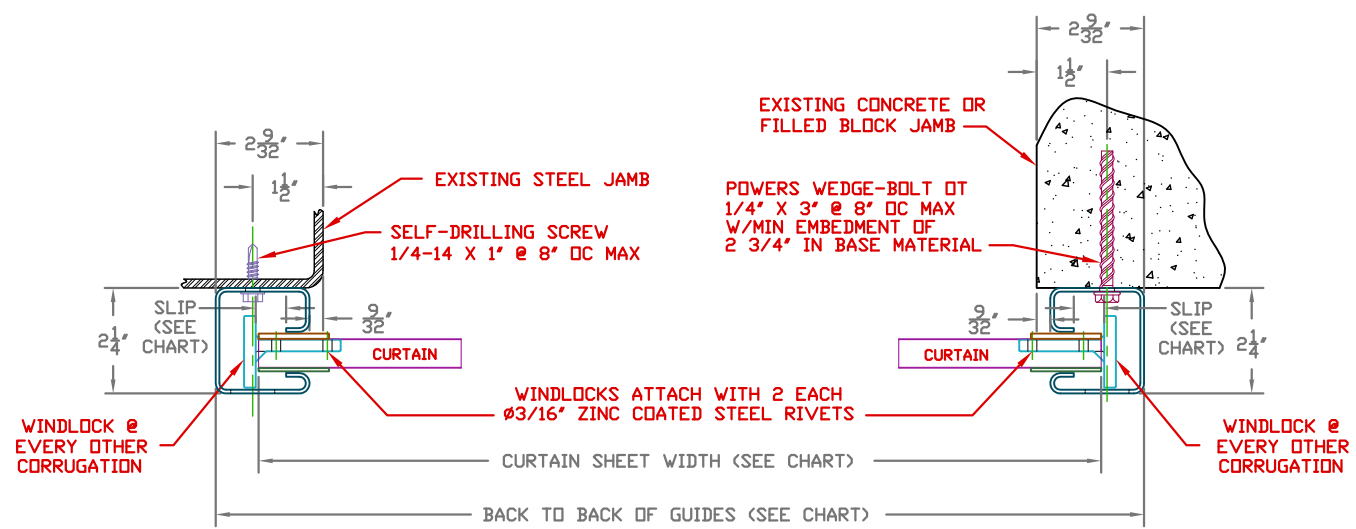 2 9/32"
1 1/2"
EXISTING STEEL JAMB
SELF-DRILLING SCREW
1/4-14 X 1" @ 8" OC MAX
SLIP
(SEE
CHART)
2 1/4"
9/32"
CURTAIN
WINDLOCK @
EVERY OTHER
CORRUGATION
2 9/32"
1 1/2"
EXISTING CONCRETE OR
FILLED BLOCK JAMB
POWERS WEDGE-BOLT OT
1/4" X 3" @ 8" OC MAX
W/MIN EMBEDMENT OF
2 3/4" IN BASE MATERIAL
9/32"
SLIP
(SEE
CHART)
2 1/4"
CURTAIN
WINDLOCKS ATTACH WITH 2 EACH
Ø3/16" ZINC COATED STEEL RIVETS
WINDLOCK @
EVERY OTHER
CORRUGATION
CURTAIN SHEET WIDTH (SEE CHART)
BACK TO BACK OF GUIDES (SEE CHART)